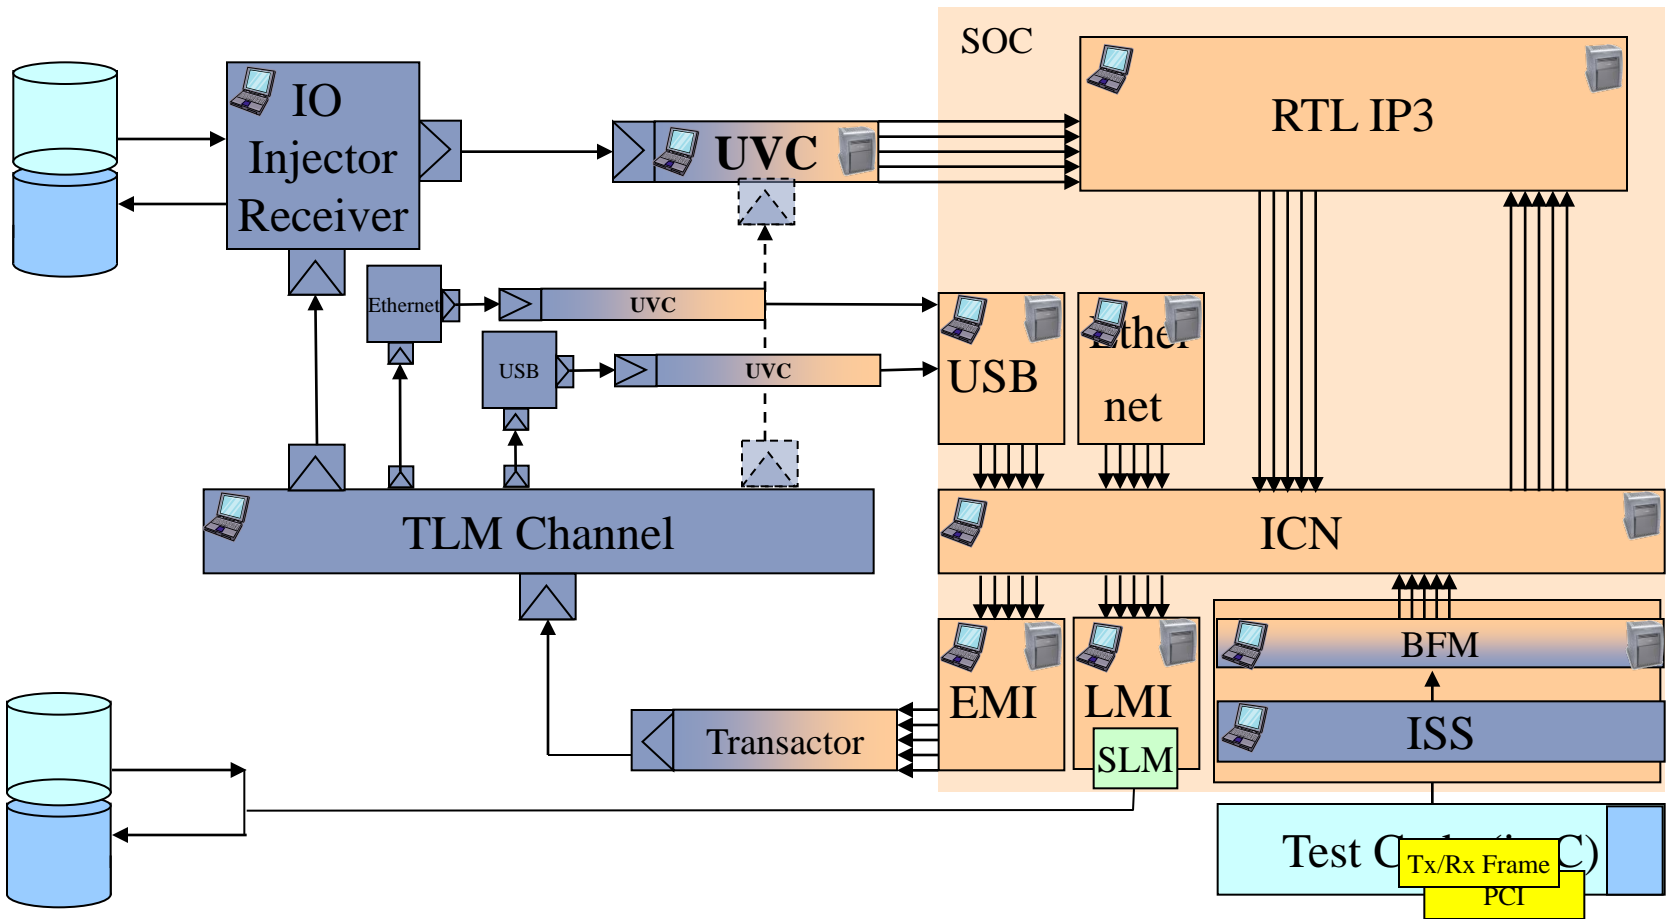 SOC
IO
Injector
Receiver
UVC
RTL IP3
Ethernet
UVC
USB
UVC
USB
Ether
net
TLM Channel
ICN
BFM
EMI
LMI
ISS
Transactor
SLM
Test C C)
Tx/Rx Frame
PCI